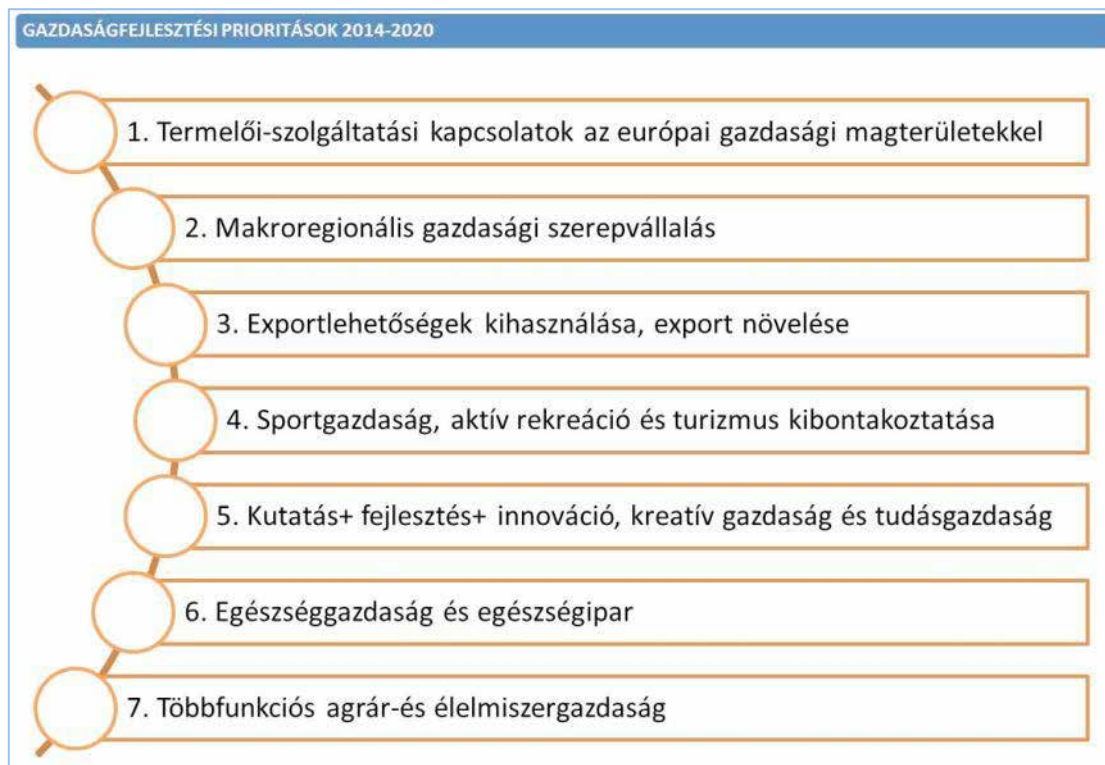 GAZDASÁGFEJLESZTÉSI PRIORITÁSOK 2014-2020
1. Termelői-szolgáltatási kapcsolatok az európai gazdasági magterületekkel
2. Makroregionális gazdasági szerepvállalás
3. Exportlehetőségek kihasználása, export növelése
4. Sportgazdaság, aktív rekreáció és turizmus kibontakoztatása
5. Kutatás+ fejlesztés+ innováció, kreatív gazdaság és tudásgazdaság
6. Egészséggazdaság és egészségipar
7. Többfunkciós agrár-és élelmiszergazdaság